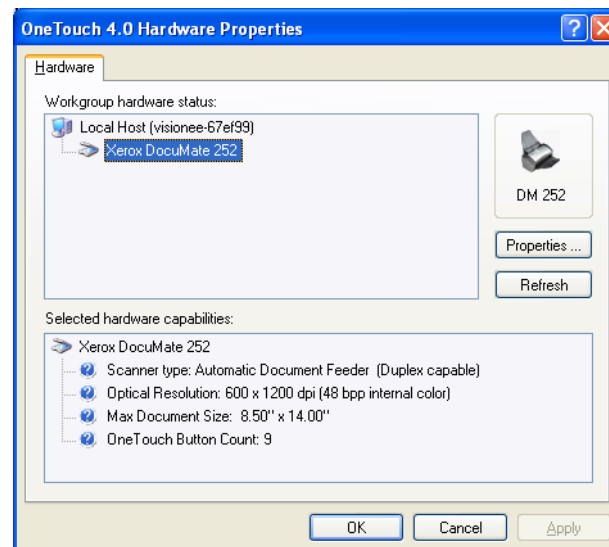 OneTouch 4.0 Hardware Properties
Hardware
Workgroup hardware status:
Local Host (visionee-67ef99)
Xerox DocuMate 252
DM 252
Properties ...
Refresh
Selected hardware capabilities:
Xerox DocuMate 252
Scanner type: Automatic Document Feeder (Duplex capable)
Optical Resolution: 600 x 1200 dpi (48 bpp internal color)
Max Document Size: 8.50" x 14.00"
OneTouch Button Count: 9
OK Cancel Apply